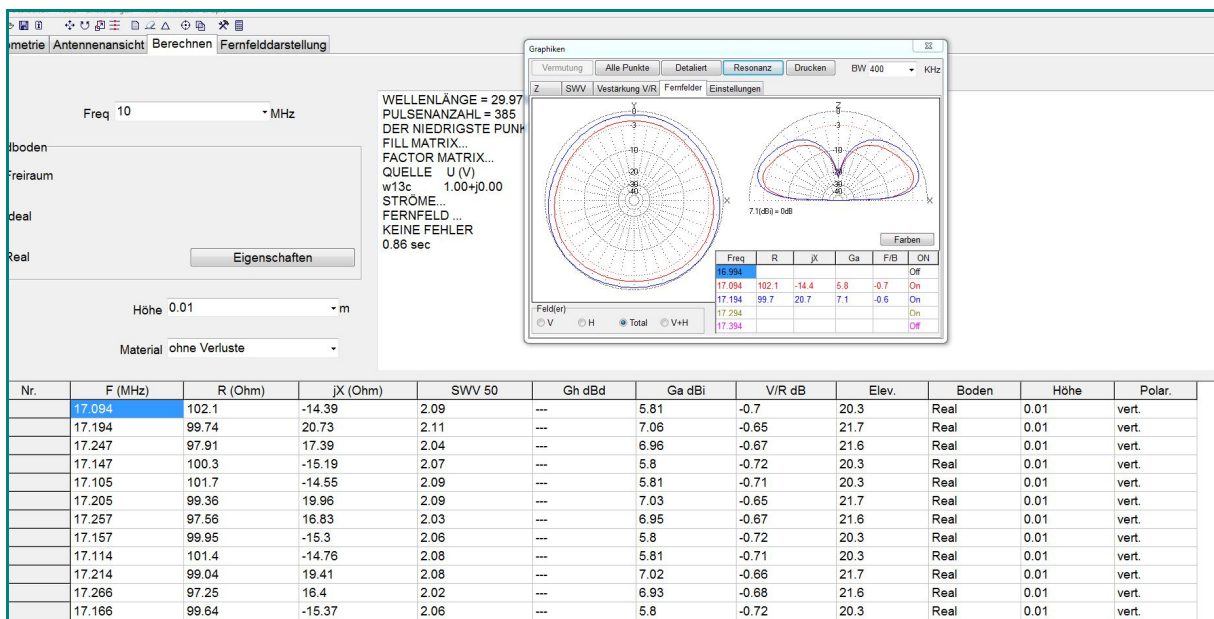 ometrie Antennenansicht Berechnen Fernfelddarstellung
Freq 10 MHz
dboden
Freiraum
deal
Real
Eigenschaften
Höhe 0.01 m
Material ohne Verluste
WELLENLÄNGE = 29.97
PULSENANZAHL = 385
DER NIEDRIGSTE PUNK
FILL MATRIX...
FACTOR MATRIX...
QUELLE U (V)
w13c 1.00+j0.00
STRÖME...
FERNFELD ...
KEINE FEHLER
0.86 sec
Graphiken
Vermutung Alle Punkte Detaliert Resonanz Drucken BW 400 KHz
Z SWV Vestärkung V/R Fernfelder Einstellungen
Y
-0
-3
-10
-20
-30
-40
X
Z
-0
-3
-10
-20
-30
-40
X
7.1(dBi) = 0dB
Farben
Freq R jX Ga F/B ON
16.994 Off
17.094 102.1 -14.4 5.8 -0.7 On
17.194 99.7 20.7 7.1 -0.6 On
17.294 On
17.394 Off
Feld(er)
V H Total V+H
Nr. F (MHz) R (Ohm) jX (Ohm) SWV 50 Gh dBd Ga dBi V/R dB Elev. Boden Höhe Polar.
17.094 102.1 -14.39 2.09 --- 5.81 -0.7 20.3 Real 0.01 vert.
17.194 99.74 20.73 2.11 --- 7.06 -0.65 21.7 Real 0.01 vert.
17.247 97.91 17.39 2.04 --- 6.96 -0.67 21.6 Real 0.01 vert.
17.147 100.3 -15.19 2.07 --- 5.8 -0.72 20.3 Real 0.01 vert.
17.105 101.7 -14.55 2.09 --- 5.81 -0.71 20.3 Real 0.01 vert.
17.205 99.36 19.96 2.09 --- 7.03 -0.65 21.7 Real 0.01 vert.
17.257 97.56 16.83 2.03 --- 6.95 -0.67 21.6 Real 0.01 vert.
17.157 99.95 -15.3 2.06 --- 5.8 -0.72 20.3 Real 0.01 vert.
17.114 101.4 -14.76 2.08 --- 5.81 -0.71 20.3 Real 0.01 vert.
17.214 99.04 19.41 2.08 --- 7.02 -0.66 21.7 Real 0.01 vert.
17.266 97.25 16.4 2.02 --- 6.93 -0.68 21.6 Real 0.01 vert.
17.166 99.64 -15.37 2.06 --- 5.8 -0.72 20.3 Real 0.01 vert.